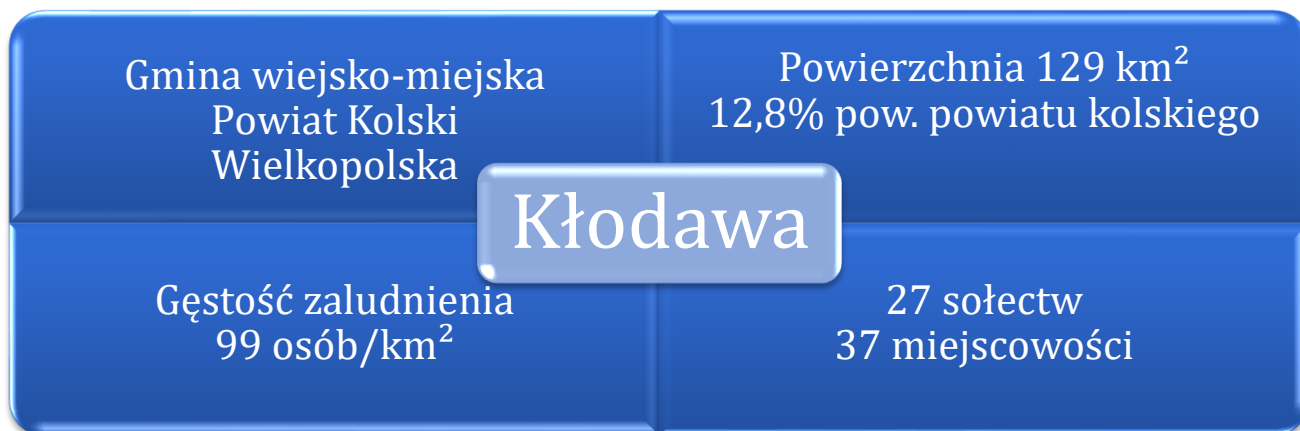 Gmina wiejsko-miejska
Powiat Kolski
Wielkopolska
Powierzchnia 129 km²
12,8% pow. powiatu kolskiego
Kłodawa
Gęstość zaludnienia
99 osób/km²
27 sołectw
37 miejscowości